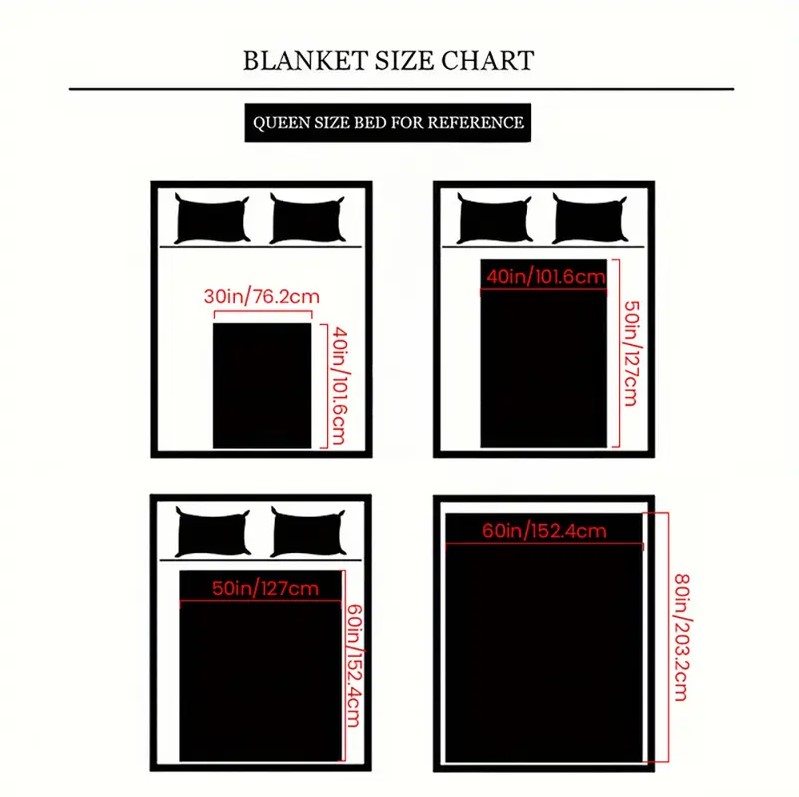 BLANKET SIZE CHART
QUEEN SIZE BED FOR REFERENCE
30in/76.2cm
40in/101.6cm
40in/101.6cm
50in/127cm
50in/127cm
60in/152.4cm
60in/152.4cm
80in/203.2cm